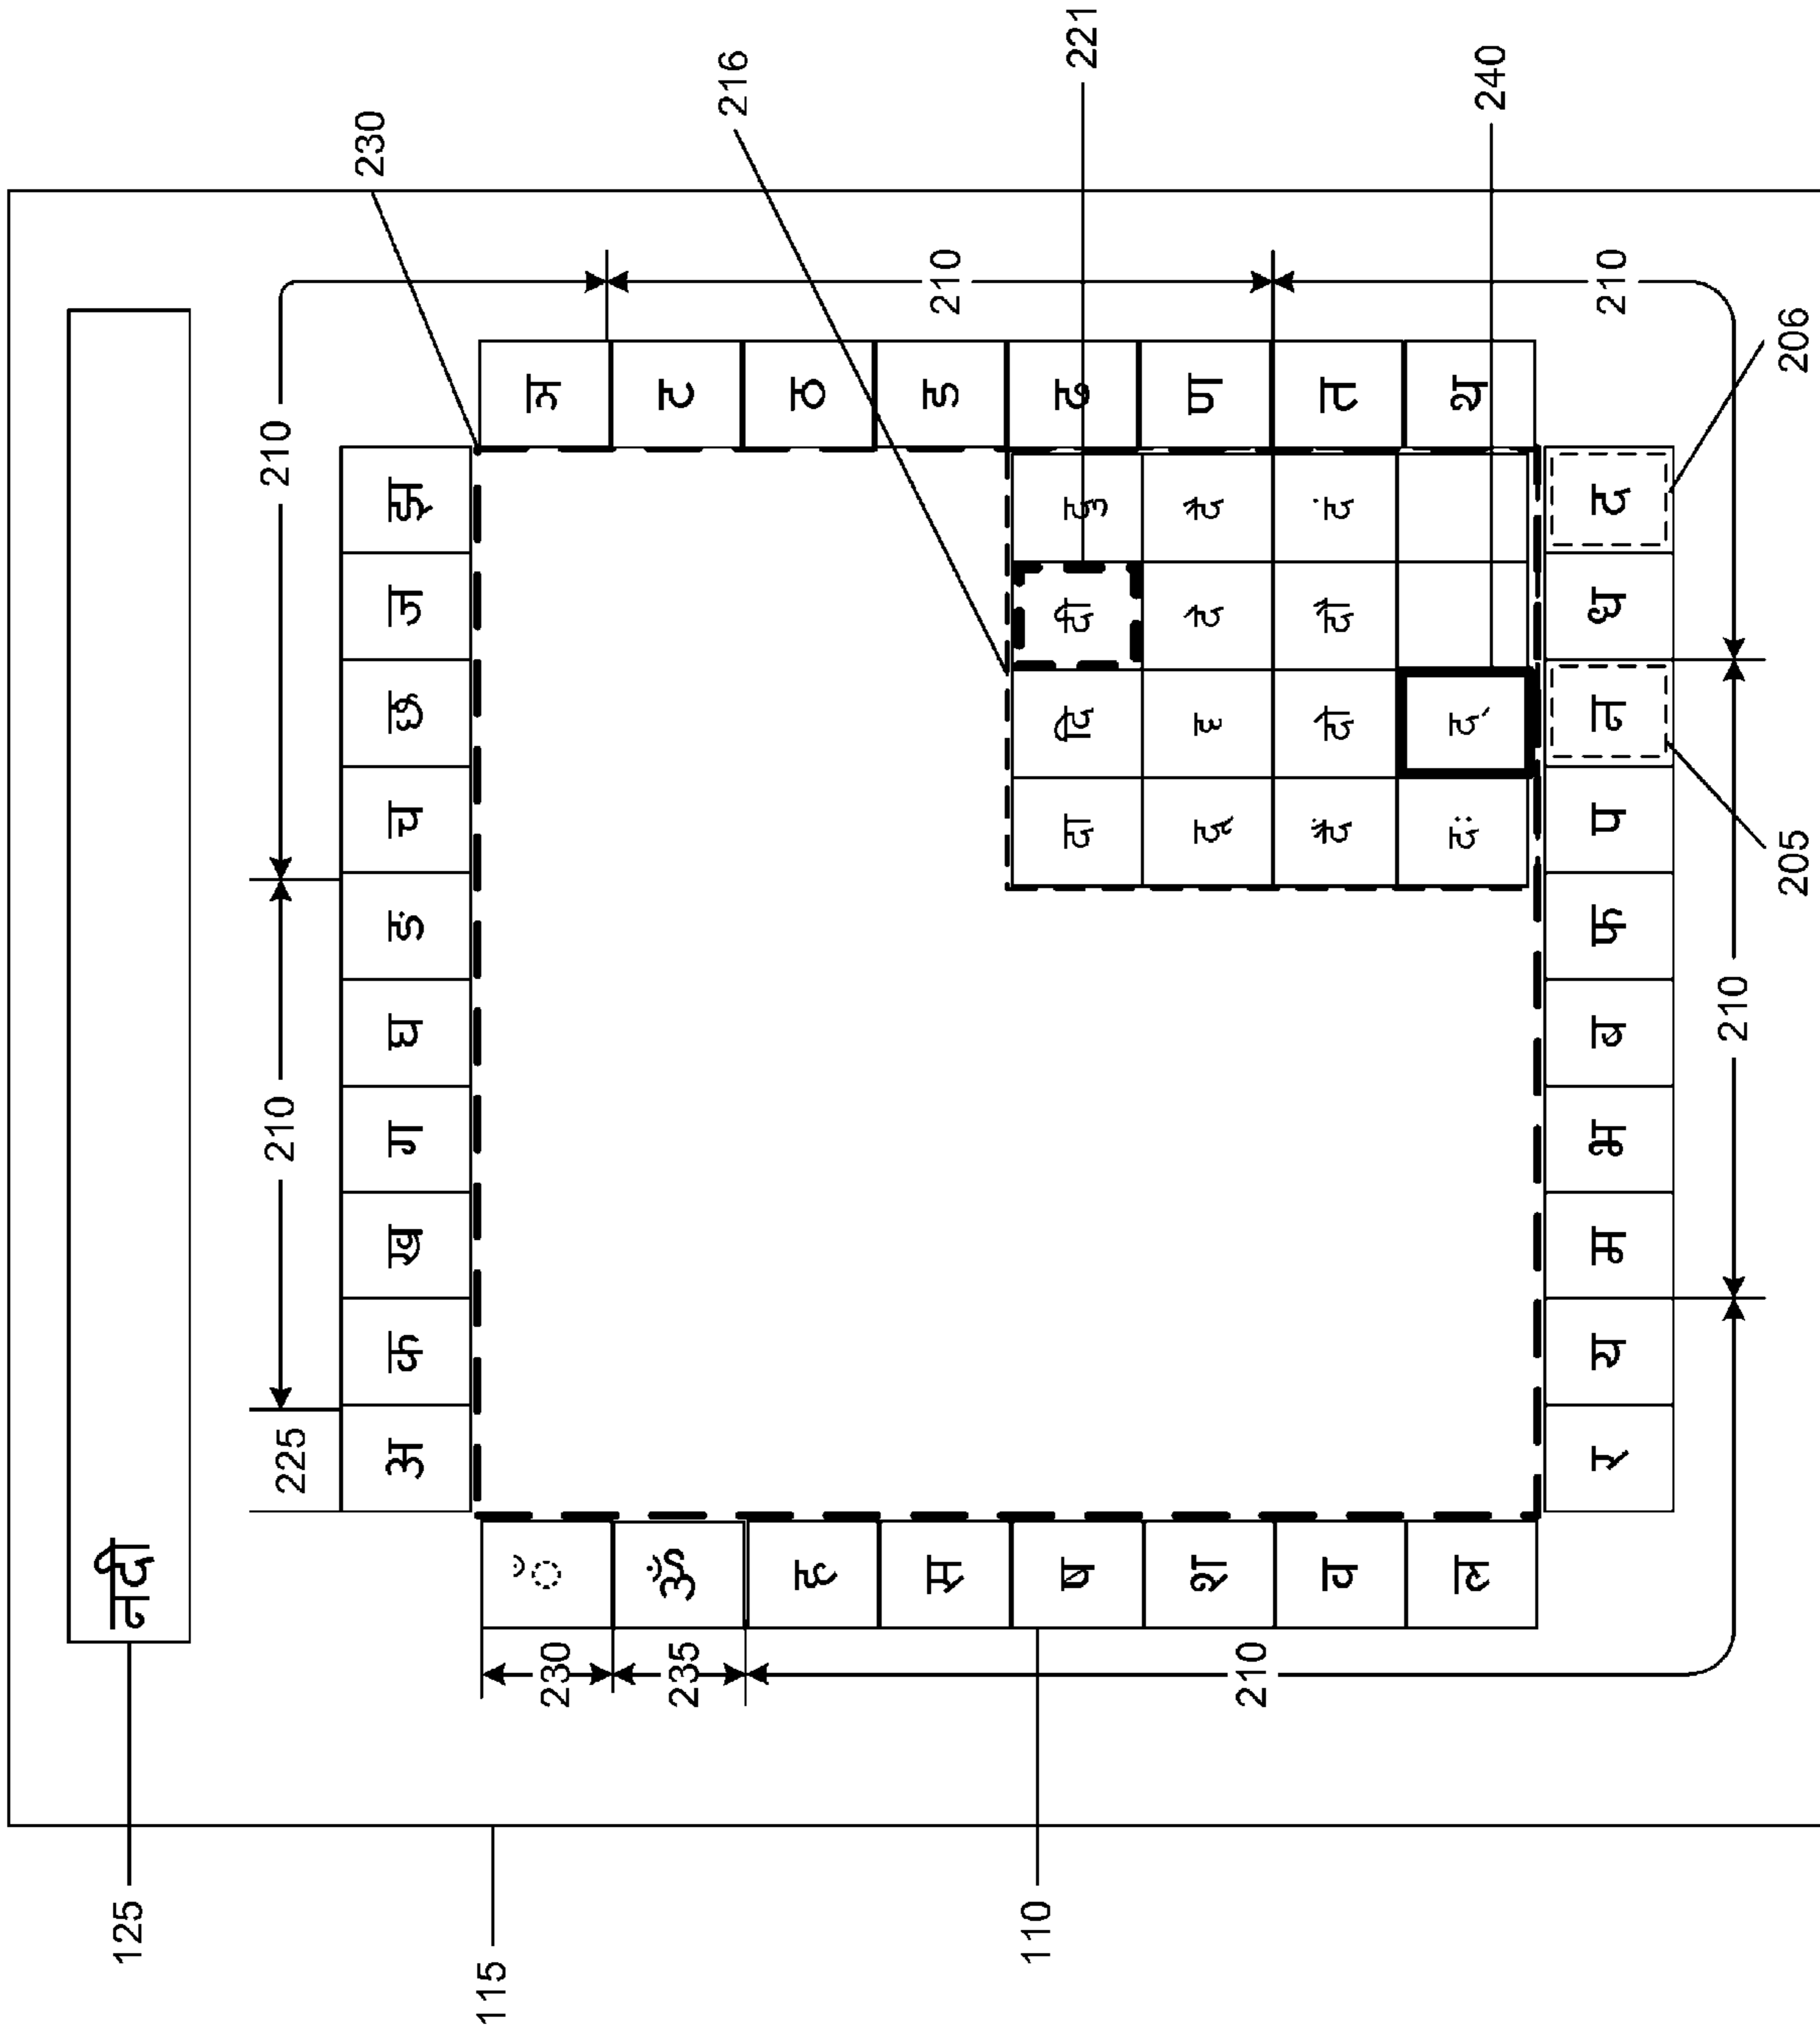 125 नदी
225 210 210 230
अ क ख ग घ ङ च छ ज झ
115
ँ ञ
230
ॐ ट
235 216
ह ठ
स ड
210
110 ष दा दि दी दु ढ 221
श दू दे दै ण
210
व दो दौ दं त
ल दः द् थ 240
र य म भ ब फ प न ध द
210
210
205 206